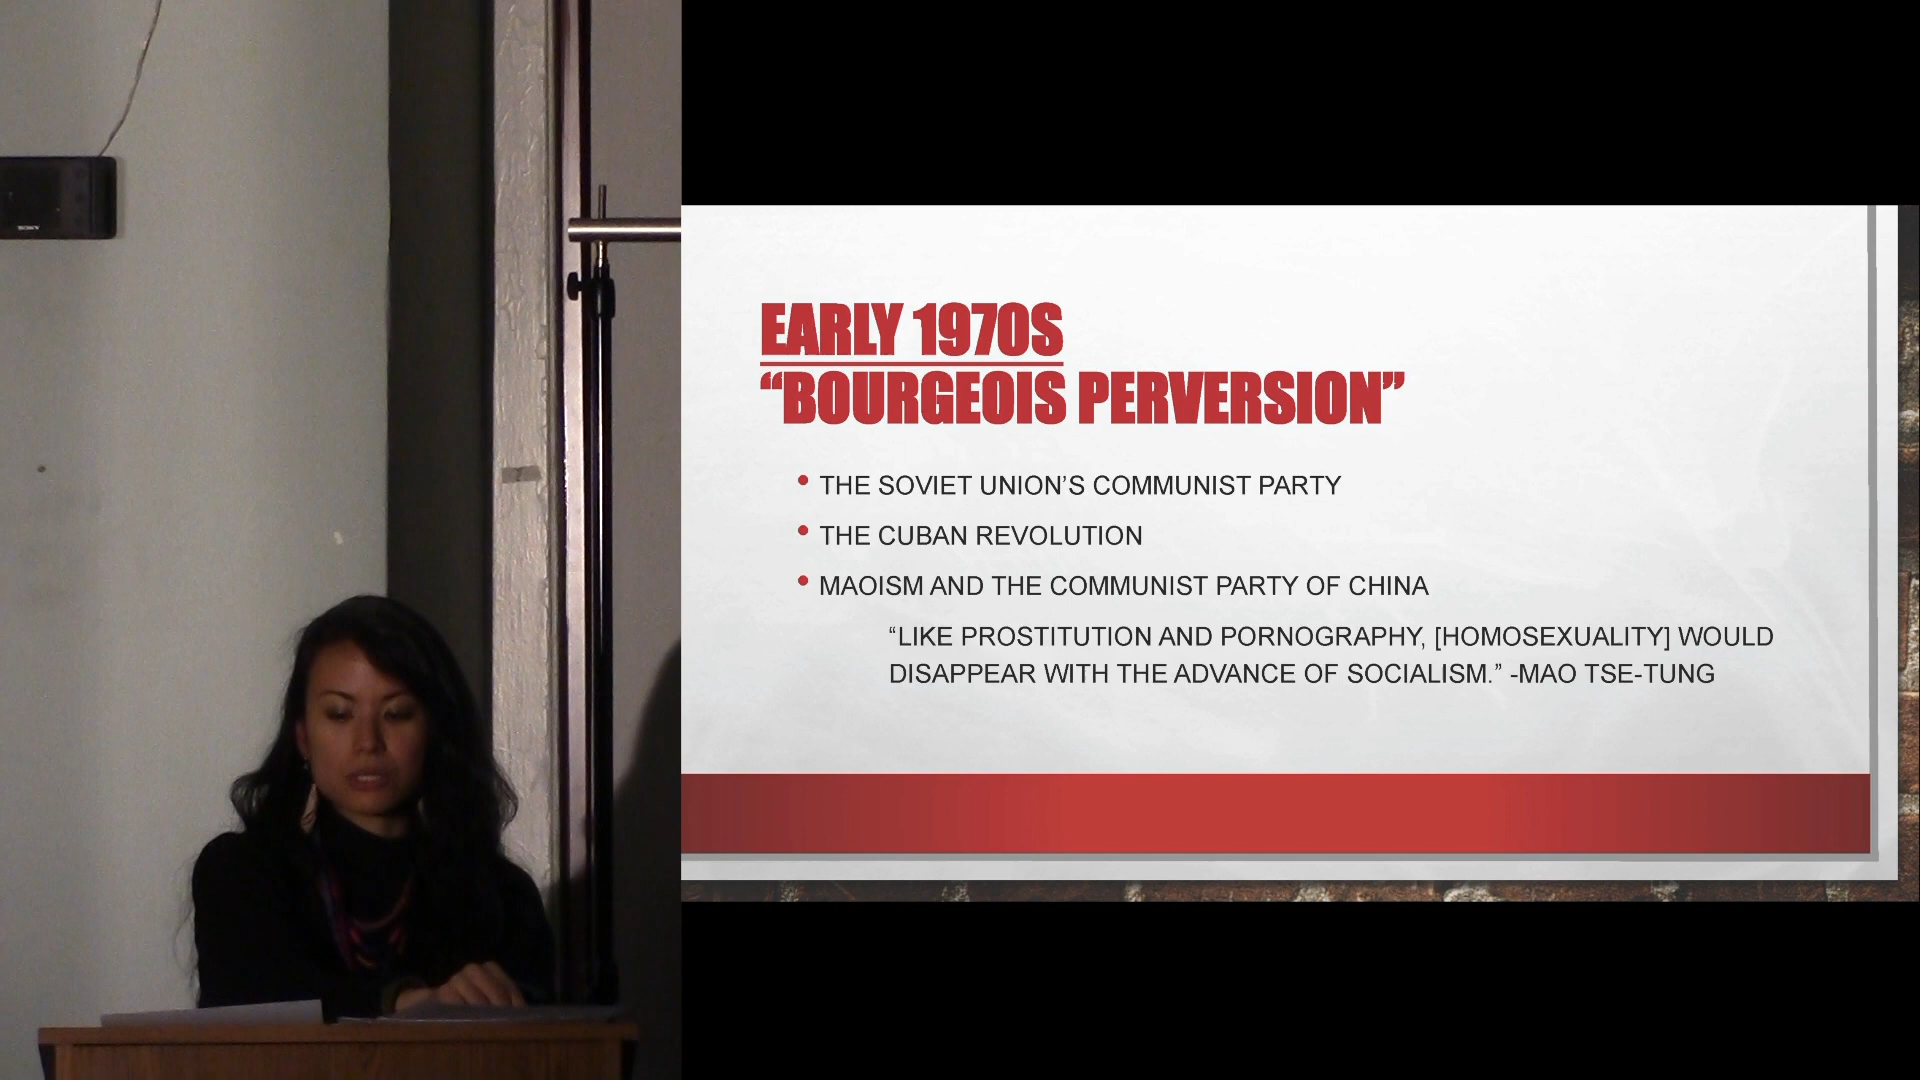 SONY
EARLY 1970S
“BOURGEOIS PERVERSION”
• THE SOVIET UNION’S COMMUNIST PARTY
• THE CUBAN REVOLUTION
• MAOISM AND THE COMMUNIST PARTY OF CHINA
“LIKE PROSTITUTION AND PORNOGRAPHY, [HOMOSEXUALITY] WOULD
DISAPPEAR WITH THE ADVANCE OF SOCIALISM.” -MAO TSE-TUNG